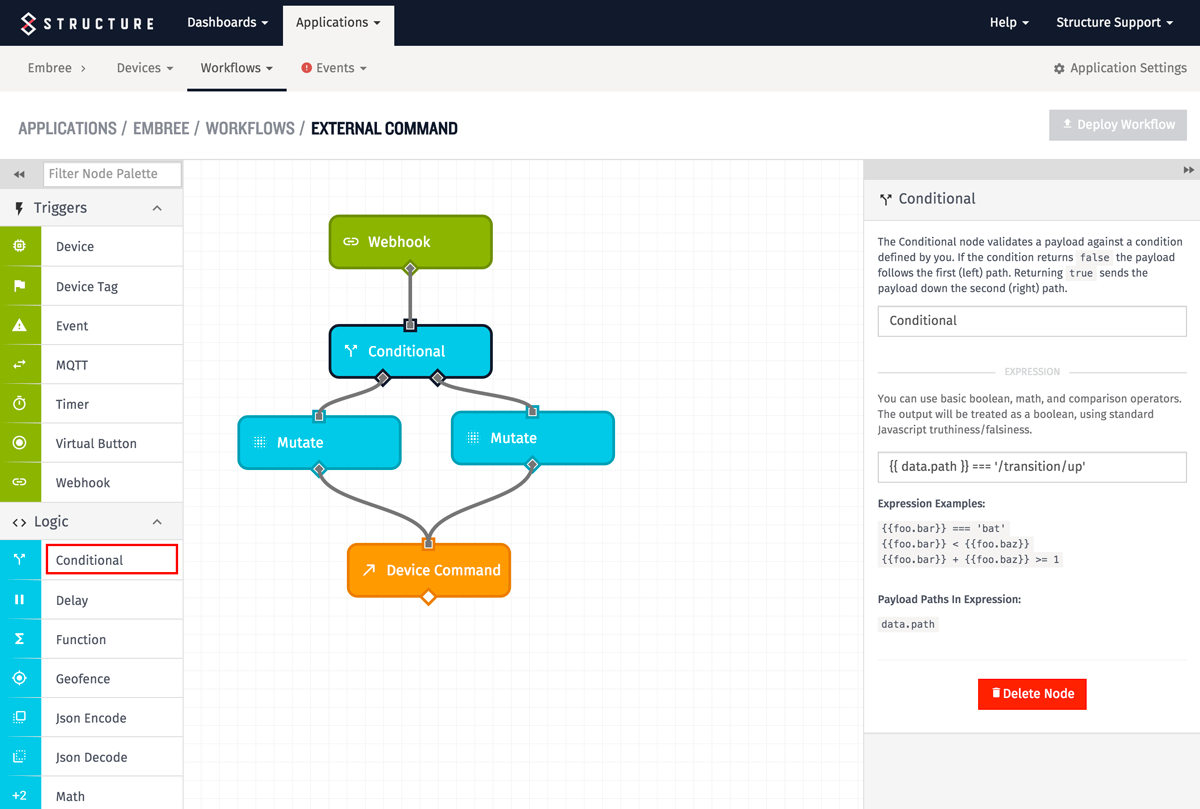 STRUCTURE
Dashboards
Applications
Help
Structure Support
Embree
Devices
Workflows
Events
Application Settings
APPLICATIONS / EMBREE / WORKFLOWS / EXTERNAL COMMAND
Deploy Workflow
Filter Node Palette
Triggers
Device
Device Tag
Event
MQTT
Timer
Virtual Button
Webhook
Logic
Conditional
Delay
Function
Geofence
Json Encode
Json Decode
+2 Math
Webhook
Conditional
Mutate
Mutate
Device Command
Conditional
The Conditional node validates a payload against a condition
defined by you. If the condition returns false the payload
follows the first (left) path. Returning true sends the
payload down the second (right) path.
Conditional
EXPRESSION
You can use basic boolean, math, and comparison operators.
The output will be treated as a boolean, using standard
Javascript truthiness/falsiness.
{{ data.path }} === '/transition/up'
Expression Examples:
{{foo.bar}} === 'bat'
{{foo.bar}} < {{foo.baz}}
{{foo.bar}} + {{foo.baz}} >= 1
Payload Paths In Expression:
data.path
Delete Node